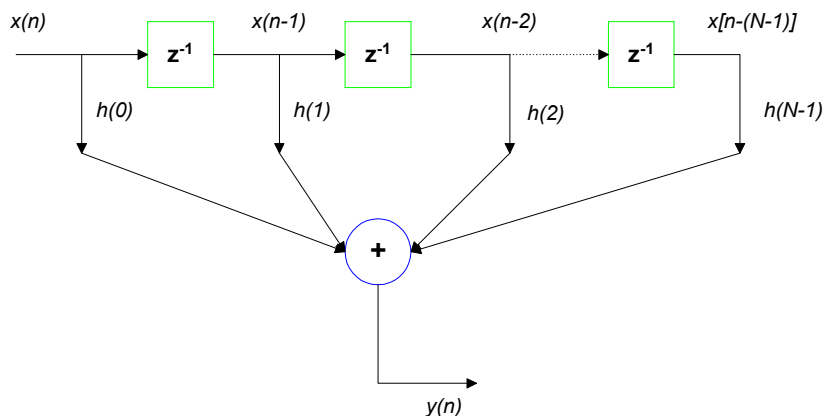 x(n)
x(n-1)
x(n-2)
x[n-(N-1)]
z⁻¹
z⁻¹
z⁻¹
h(0)
h(1)
h(2)
h(N-1)
+
y(n)